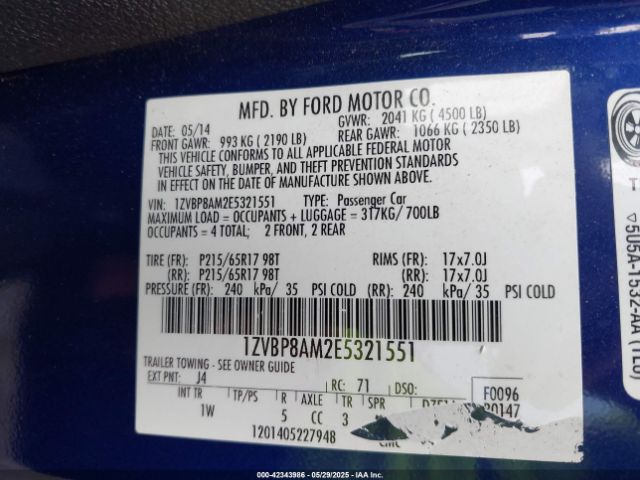 MFD. BY FORD MOTOR CO.
DATE: 05/14 GVWR: 2041 KG ( 4500 LB)
FRONT GAWR: 993 KG ( 2190 LB) REAR GAWR: 1066 KG ( 2350 LB)
THIS VEHICLE CONFORMS TO ALL APPLICABLE FEDERAL MOTOR
VEHICLE SAFETY, BUMPER, AND THEFT PREVENTION STANDARDS
IN EFFECT ON THE DATE OF MANUFACTURE SHOWN ABOVE.
VIN: 1ZVBP8AM2E5321551 TYPE: Passenger Car
MAXIMUM LOAD = OCCUPANTS + LUGGAGE = 317KG/ 700LB
OCCUPANTS = 4 TOTAL; 2 FRONT, 2 REAR
TIRE (FR): P215/65R17 98T RIMS (FR): 17x7.0J
(RR): P215/65R17 98T (RR): 17x7.0J
PRESSURE (FR): 240 kPa/ 35 PSI COLD (RR): 240 kPa/ 35 PSI COLD
1ZVBP8AM2E5321551
TRAILER TOWING - SEE OWNER GUIDE
EXT PNT: J4 RC: 71 DSO: F0096
INT TR TP/PS R AXLE TR SPR 20147
1W 5 CC 3
1201405227948
5U5A-1532-AA (TLO)
000-42343986 - 05/29/2025 - IAA Inc.